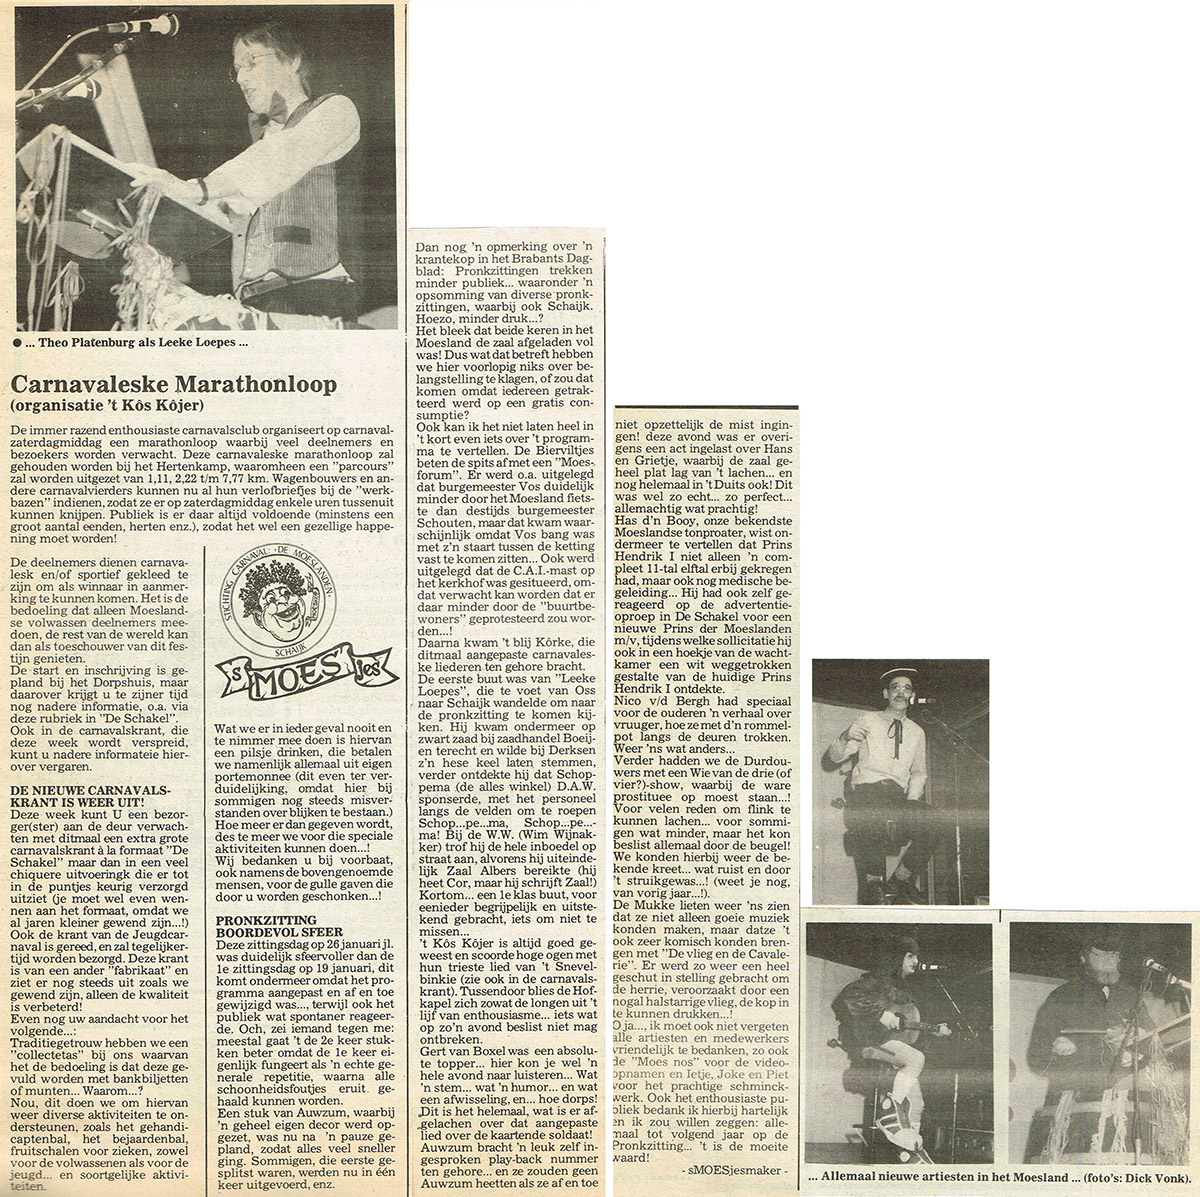 ● ... Theo Platenburg als Leeke Loepes ...
Carnavaleske Marathonloop
(organisatie 't Kôs Kôjer)
De immer razend enthousiaste carnavalsclub organiseert op carnaval-
zaterdagmiddag een marathonloop waarbij veel deelnemers en
bezoekers worden verwacht. Deze carnavaleske marathonloop zal
gehouden worden bij het Hertenkamp, waaromheen een "parcours"
zal worden uitgezet van 1,11, 2,22 t/m 7,77 km. Wagenbouwers en an-
dere carnavalvierders kunnen nu al hun verlofbriefjes bij de "werk-
bazen" indienen, zodat ze er op zaterdagmiddag enkele uren tussenuit
kunnen knijpen. Publiek is er daar altijd voldoende (minstens een
groot aantal eenden, herten enz.), zodat het wel een gezellige happe-
ning moet worden!
De deelnemers dienen carnava-
lesk en/of sportief gekleed te
zijn om als winnaar in aanmer-
king te kunnen komen. Het is de
bedoeling dat alleen Moesland-
se volwassen deelnemers mee-
doen, de rest van de wereld kan
dan als toeschouwer van dit fes-
tijn genieten.
De start en inschrijving is ge-
pland bij het Dorpshuis, maar
daarover krijgt u te zijner tijd
nog nadere informatie, o.a. via
deze rubriek in "De Schakel".
Ook in de carnavalskrant, die
deze week wordt verspreid,
kunt u nadere informateie hier-
over vergaren.
DE NIEUWE CARNAVALS-
KRANT IS WEER UIT!
Deze week kunt U een bezor-
ger(ster) aan de deur verwach-
ten met ditmaal een extra grote
carnavalskrant à la formaat "De
Schakel" maar dan in een veel
chiquere uitvoeringk die er tot
in de puntjes keurig verzorgd
uitziet (je moet wel even wen-
nen aan het formaat, omdat we
al jaren kleiner gewend zijn...!)
Ook de krant van de Jeugdcar-
naval is gereed, en zal tegelijker-
tijd worden bezorgd. Deze krant
is van een ander "fabrikaat" en
ziet er nog steeds uit zoals we
gewend zijn, alleen de kwaliteit
is verbeterd!
Even nog uw aandacht voor het
volgende...:
Traditiegetrouw hebben we een
"collectetas" bij ons waarvan
het de bedoeling is dat deze ge-
vuld worden met bankbiljetten
of munten... Waarom...?
Nou, dit doen we om hiervan
weer diverse aktiviteiten te on-
dersteunen, zoals het gehandi-
captenbal, het bejaardenbal,
fruitschalen voor zieken, zowel
voor de volwassenen als voor de
jeugd... en soortgelijke aktivi-
teiten.
STICHTING CARNAVAL: ·DE MOESLANDEN·
SCHAIJK
's MOES jes
Wat we er in ieder geval nooit en
te nimmer mee doen is hiervan
een pilsje drinken, die betalen
we namenlijk allemaal uit eigen
portemonnee (dit even ter ver-
duidelijking, omdat hier bij
sommigen nog steeds misver-
standen over blijken te bestaan.)
Hoe meer er dan gegeven wordt,
des te meer we voor die speciale
aktiviteiten kunnen doen...!
Wij bedanken u bij voorbaat,
ook namens de bovengenoemde
mensen, voor de gulle gaven die
door u worden geschonken...!
PRONKZITTING
BOORDEVOL SFEER
Deze zittingsdag op 26 januari jl.
was duidelijk sfeervoller dan de
1e zittingsdag op 19 januari, dit
komt ondermeer omdat het pro-
gramma aangepast en af en toe
gewijzigd was..., terwijl ook het
publiek wat spontaner reageer-
de. Och, zei iemand tegen me:
meestal gaat 't de 2e keer stuk-
ken beter omdat de 1e keer ei-
genlijk fungeert als 'n echte ge-
nerale repetitie, waarna alle
schoonheidsfoutjes eruit ge-
haald kunnen worden.
Een stuk van Auwzum, waarbij
'n geheel eigen decor werd op-
gezet, was nu na 'n pauze ge-
pland, zodat alles veel sneller
ging. Sommigen, die eerste ge-
splitst waren, werden nu in één
keer uitgevoerd, enz.
Dan nog 'n opmerking over 'n
krantekop in het Brabants Dag-
blad: Pronkzittingen trekken
minder publiek... waaronder 'n
opsomming van diverse pronk-
zittingen, waarbij ook Schaijk.
Hoezo, minder druk...?
Het bleek dat beide keren in het
Moesland de zaal afgeladen vol
was! Dus wat dat betreft hebben
we hier voorlopig niks over be-
langstelling te klagen, of zou dat
komen omdat iedereen getrak-
teerd werd op een gratis con-
sumptie?
Ook kan ik het niet laten heel in
't kort even iets over 't program-
ma te vertellen. De Bierviltjes
beten de spits af met een "Moes-
forum". Er werd o.a. uitgelegd
dat burgemeester Vos duidelijk
minder door het Moesland fiets-
te dan destijds burgemeester
Schouten, maar dat kwam waar-
schijnlijk omdat Vos bang was
met z'n staart tussen de ketting
vast te komen zitten... Ook werd
uitgelegd dat de C.A.I.-mast op
het kerkhof was gesitueerd, om-
dat verwacht kan worden dat er
daar minder door de "buurtbe-
woners" geprotesteerd zou wor-
den...!
Daarna kwam 't blij Kôrke, die
ditmaal aangepaste carnavales-
ke liederen ten gehore bracht.
De eerste buut was van "Leeke
Loepes", die te voet van Oss
naar Schaijk wandelde om naar
de pronkzitting te komen kij-
ken. Hij kwam ondermeer op
zwart zaad bij zaadhandel Boeij-
en terecht en wilde bij Derksen
z'n hese keel laten stemmen,
verder ontdekte hij dat Schop-
pema (de alles winkel) D.A.W.
sponserde, met het personeel
langs de velden om te roepen
Schop...pe...ma, Schop...pe...-
ma! Bij de W.W. (Wim Wijnak-
ker) trof hij de hele inboedel op
straat aan, alvorens hij uiteinde-
lijk Zaal Albers bereikte (hij
heet Cor, maar hij schrijft Zaal!)
Kortom... een 1e klas buut, voor
eenieder begrijpelijk en uitste-
kend gebracht, iets om niet te
missen...
't Kôs Kôjer is altijd goed ge-
weest en scoorde hoge ogen met
hun trieste lied van 't Snevel-
binkie (zie ook in de carnavals-
krant). Tussendoor blies de Hof-
kapel zich zowat de longen uit 't
lijf van enthousiasme... iets wat
op zo'n avond beslist niet mag
ontbreken.
Gert van Boxel was een absolu-
te topper... hier kon je wel 'n
hele avond naar luisteren... Wat
'n stem... wat 'n humor... en wat
een afwisseling, en... hoe dorps!
Dit is het helemaal, wat is er af-
gelachen over dat aangepaste
lied over de kaartende soldaat!
Auwzum bracht 'n leuk zelf in-
gesproken play-back nummer
ten gehore... en ze zouden geen
Auwzum heetten als ze af en toe
niet opzettelijk de mist ingin-
gen! deze avond was er overi-
gens een act ingelast over Hans
en Grietje, waarbij de zaal ge-
heel plat lag van 't lachen... en
nog helemaal in 't Duits ook! Dit
was wel zo echt... zo perfect...
allemachtig wat prachtig!
Has d'n Booy, onze bekendste
Moeslandse tonproater, wist on-
dermeer te vertellen dat Prins
Hendrik I niet alleen 'n com-
pleet 11-tal elftal erbij gekregen
had, maar ook nog medische be-
geleiding... Hij had ook zelf ge-
reageerd op de advertentie-
oproep in De Schakel voor een
nieuwe Prins der Moeslanden
m/v, tijdens welke sollicitatie hij
ook in een hoekje van de wacht-
kamer een wit weggetrokken
gestalte van de huidige Prins
Hendrik I ontdekte.
Nico v/d Bergh had speciaal
voor de ouderen 'n verhaal over
vruuger, hoe ze met d'n rommel-
pot langs de deuren trokken.
Weer 'ns wat anders...
Verder hadden we de Durdou-
wers met een Wie van de drie (of
vier?)-show, waarbij de ware
prostituee op moest staan...!
Voor velen reden om flink te
kunnen lachen... voor sommi-
gen wat minder, maar het kon
beslist allemaal door de beugel!
We konden hierbij weer de be-
kende kreet... wat ruist en door
't struikgewas...! (weet je nog,
van vorig jaar...!).
De Mukke lieten weer 'ns zien
dat ze niet alleen goeie muziek
konden maken, maar datze 't
ook zeer komisch konden bren-
gen met "De vlieg en de Cavale-
rie". Er werd zo weer een heel
geschut in stelling gebracht om
de herrie, veroorzaakt door een
nogal halstarrige vlieg, de kop in
te kunnen drukken...!
O ja..., ik moet ook niet vergeten
alle artiesten en medewerkers
vriendelijk te bedanken, zo ook
de "Moes nos" voor de video-
opnamen en Ietje, Joke en Piet
voor het prachtige schminck-
werk. Ook het enthousiaste pu-
bliek bedank ik hierbij hartelijk
en ik zou willen zeggen: alle-
maal tot volgend jaar op de
Pronkzitting... 't is de moeite
waard!
- sMOESjesmaker -
... Allemaal nieuwe artiesten in het Moesland ... (foto's: Dick Vonk).